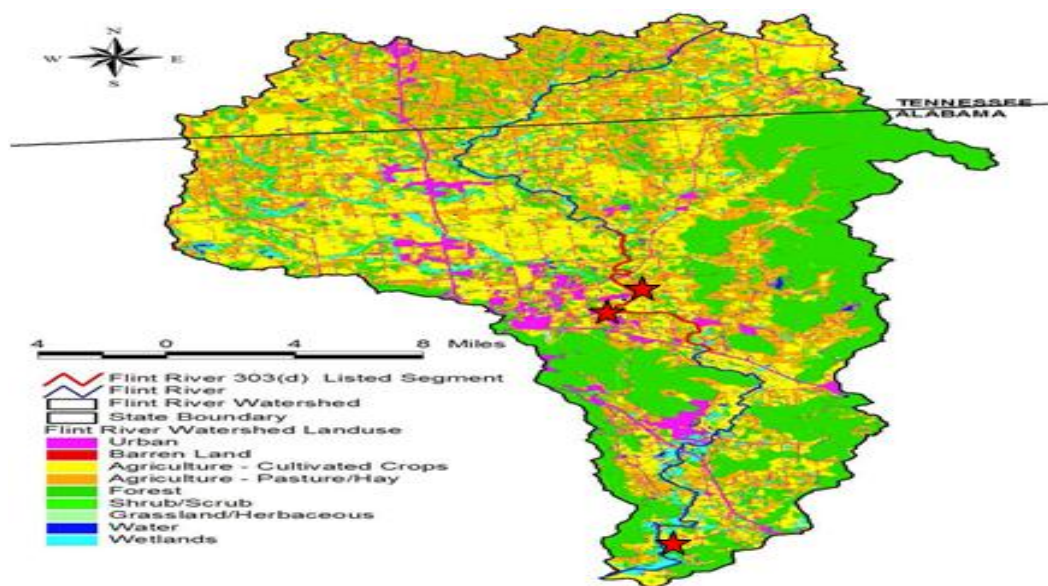 N
W E
S
TENNESSEE
ALABAMA
4 0 4 8 Miles
Flint River 303(d) Listed Segment
Flint River
Flint River Watershed
State Boundary
Flint River Watershed Landuse
Urban
Barren Land
Agriculture - Cultivated Crops
Agriculture - Pasture/Hay
Forest
Shrub/Scrub
Grassland/Herbaceous
Water
Wetlands